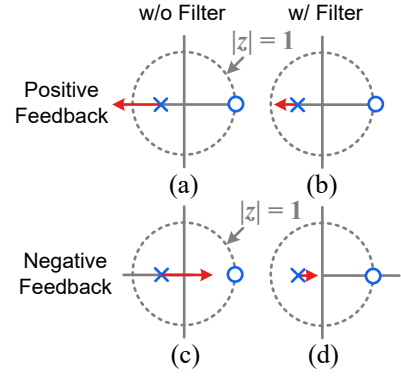 w/o Filter
w/ Filter
|z| = 1
Positive
Feedback
(a)
(b)
|z| = 1
Negative
Feedback
(c)
(d)